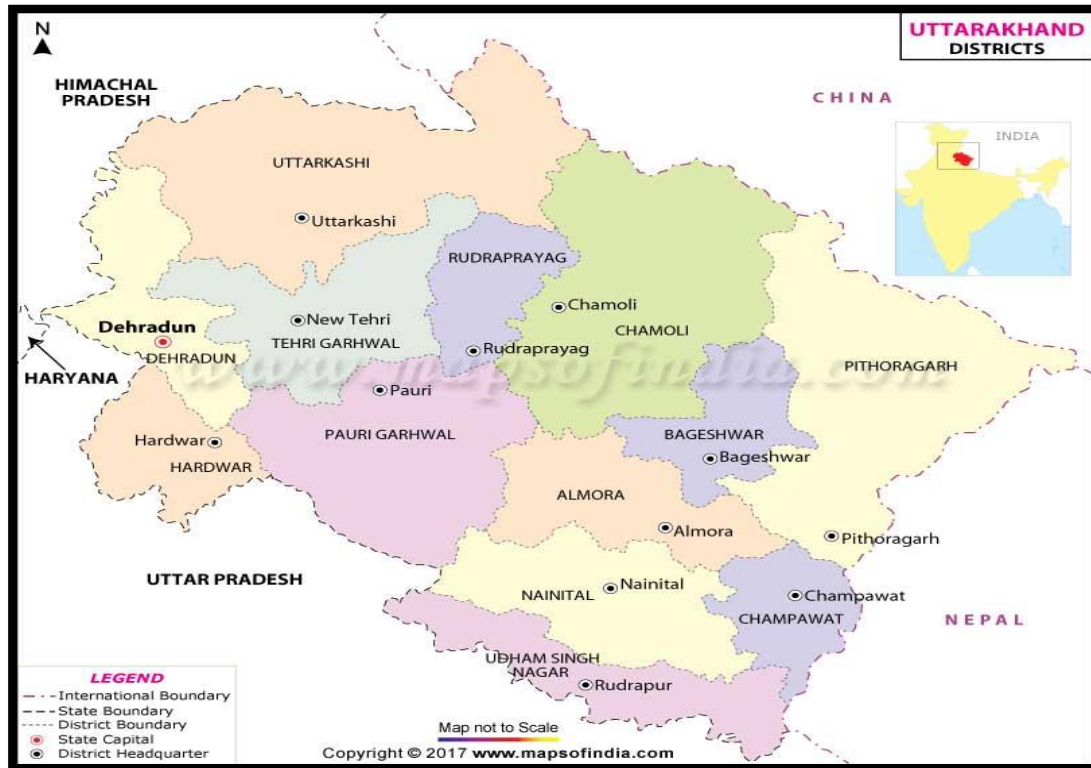 N
UTTARAKHAND
DISTRICTS
HIMACHAL
PRADESH
CHINA
INDIA
UTTARKASHI
Uttarkashi
RUDRAPRAYAG
Chamoli
CHAMOLI
New Tehri
TEHRI GARHWAL
Dehradun
DEHRADUN
Rudraprayag
HARYANA
www.mapsofindia.com
PITHORAGARH
Pauri
PAURI GARHWAL
Hardwar
HARDWAR
BAGESHWAR
Bageshwar
ALMORA
Almora
Pithoragarh
UTTAR PRADESH
Nainital
NAINITAL
Champawat
CHAMPAWAT
NEPAL
UDHAM SINGH
NAGAR
Rudrapur
LEGEND
International Boundary
State Boundary
District Boundary
State Capital
District Headquarter
Map not to Scale
Copyright © 2017 www.mapsofindia.com